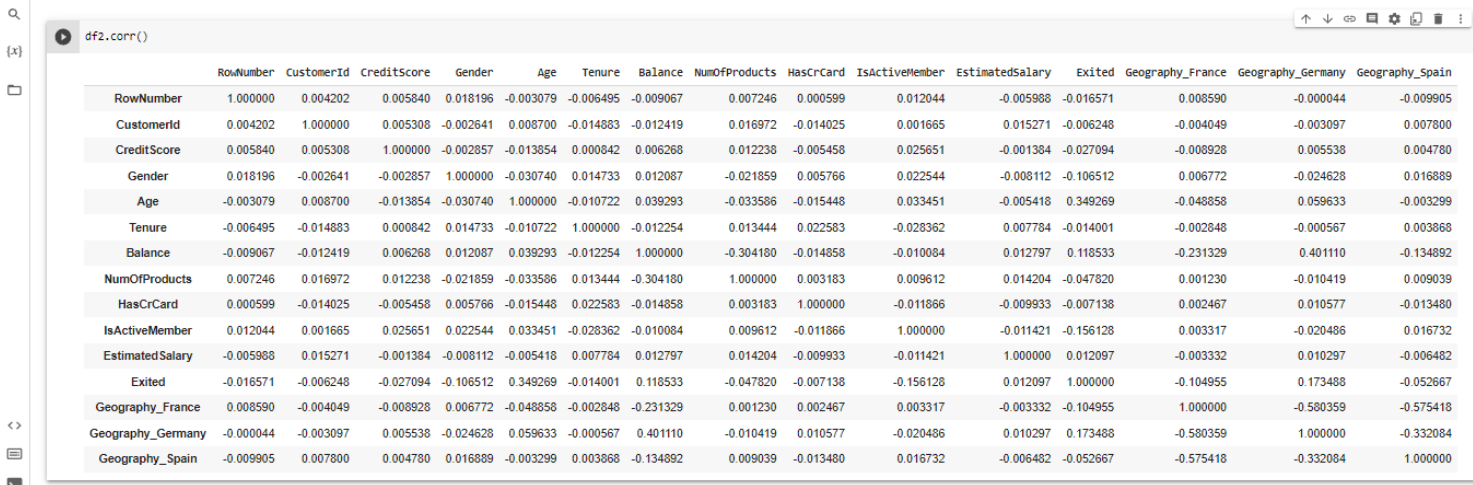 {x}
df2.corr()
RowNumber CustomerId CreditScore Gender Age Tenure Balance NumOfProducts HasCrCard IsActiveMember EstimatedSalary Exited Geography_France Geography_Germany Geography_Spain
RowNumber 1.000000 0.004202 0.005840 0.018196 -0.003079 -0.006495 -0.009067 0.007246 0.000599 0.012044 -0.005988 -0.016571 0.008590 -0.000044 -0.009905
CustomerId 0.004202 1.000000 0.005308 -0.002641 0.008700 -0.014883 -0.012419 0.016972 -0.014025 0.001665 0.015271 -0.006248 -0.004049 -0.003097 0.007800
CreditScore 0.005840 0.005308 1.000000 -0.002857 -0.013854 0.000842 0.006268 0.012238 -0.005458 0.025651 -0.001384 -0.027094 -0.008928 0.005538 0.004780
Gender 0.018196 -0.002641 -0.002857 1.000000 -0.030740 0.014733 0.012087 -0.021859 0.005766 0.022544 -0.008112 -0.106512 0.006772 -0.024628 0.016889
Age -0.003079 0.008700 -0.013854 -0.030740 1.000000 -0.010722 0.039293 -0.033586 -0.015448 0.033451 -0.005418 0.349269 -0.048858 0.059633 -0.003299
Tenure -0.006495 -0.014883 0.000842 0.014733 -0.010722 1.000000 -0.012254 0.013444 0.022583 -0.028362 0.007784 -0.014001 -0.002848 -0.000567 0.003868
Balance -0.009067 -0.012419 0.006268 0.012087 0.039293 -0.012254 1.000000 -0.304180 -0.014858 -0.010084 0.012797 0.118533 -0.231329 0.401110 -0.134892
NumOfProducts 0.007246 0.016972 0.012238 -0.021859 -0.033586 0.013444 -0.304180 1.000000 0.003183 0.009612 0.014204 -0.047820 0.001230 -0.010419 0.009039
HasCrCard 0.000599 -0.014025 -0.005458 0.005766 -0.015448 0.022583 -0.014858 0.003183 1.000000 -0.011866 -0.009933 -0.007138 0.002467 0.010577 -0.013480
IsActiveMember 0.012044 0.001665 0.025651 0.022544 0.033451 -0.028362 -0.010084 0.009612 -0.011866 1.000000 -0.011421 -0.156128 0.003317 -0.020486 0.016732
EstimatedSalary -0.005988 0.015271 -0.001384 -0.008112 -0.005418 0.007784 0.012797 0.014204 -0.009933 -0.011421 1.000000 0.012097 -0.003332 0.010297 -0.006482
Exited -0.016571 -0.006248 -0.027094 -0.106512 0.349269 -0.014001 0.118533 -0.047820 -0.007138 -0.156128 0.012097 1.000000 -0.104955 0.173488 -0.052667
Geography_France 0.008590 -0.004049 -0.008928 0.006772 -0.048858 -0.002848 -0.231329 0.001230 0.002467 0.003317 -0.003332 -0.104955 1.000000 -0.580359 -0.575418
Geography_Germany -0.000044 -0.003097 0.005538 -0.024628 0.059633 -0.000567 0.401110 -0.010419 0.010577 -0.020486 0.010297 0.173488 -0.580359 1.000000 -0.332084
Geography_Spain -0.009905 0.007800 0.004780 0.016889 -0.003299 0.003868 -0.134892 0.009039 -0.013480 0.016732 -0.006482 -0.052667 -0.575418 -0.332084 1.000000